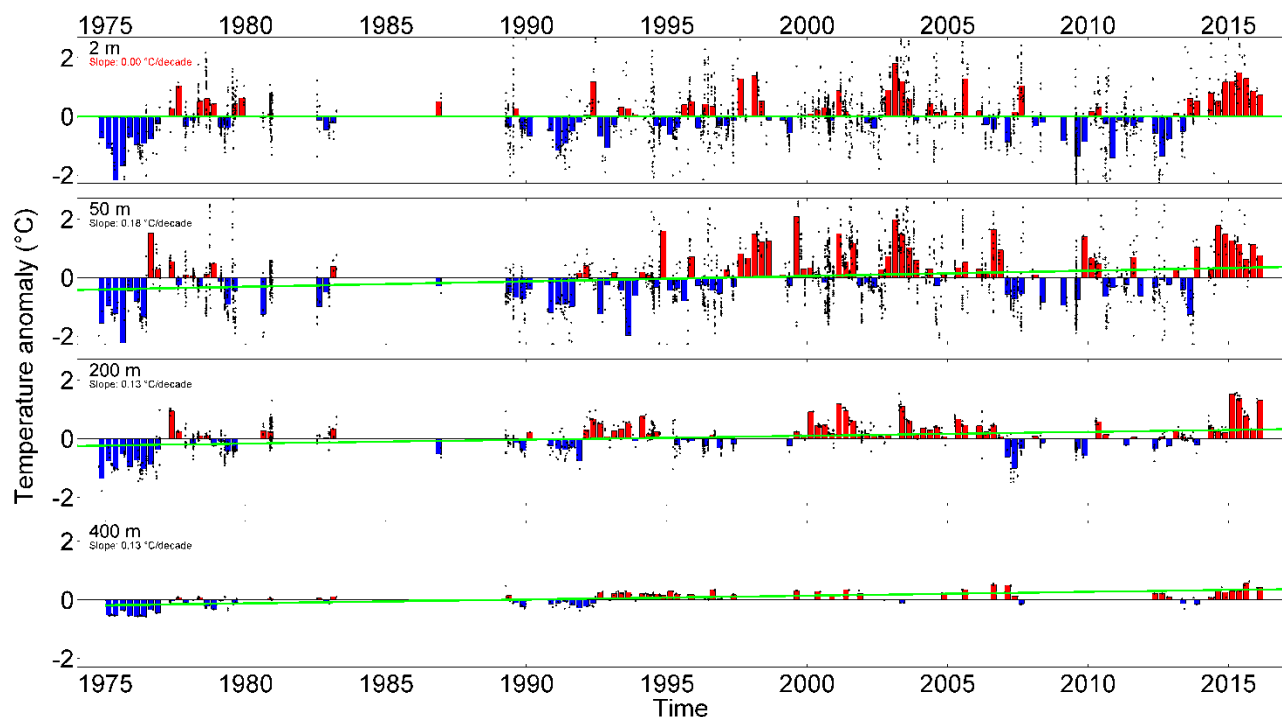 1975 1980 1985 1990 1995 2000 2005 2010 2015
2 m
Slope: 0.00 °C/decade
2
0
-2
50 m
Slope: 0.18 °C/decade
2
0
-2
Temperature anomaly (°C)
200 m
Slope: 0.13 °C/decade
2
0
-2
400 m
Slope: 0.13 °C/decade
2
0
-2
1975 1980 1985 1990 1995 2000 2005 2010 2015
Time